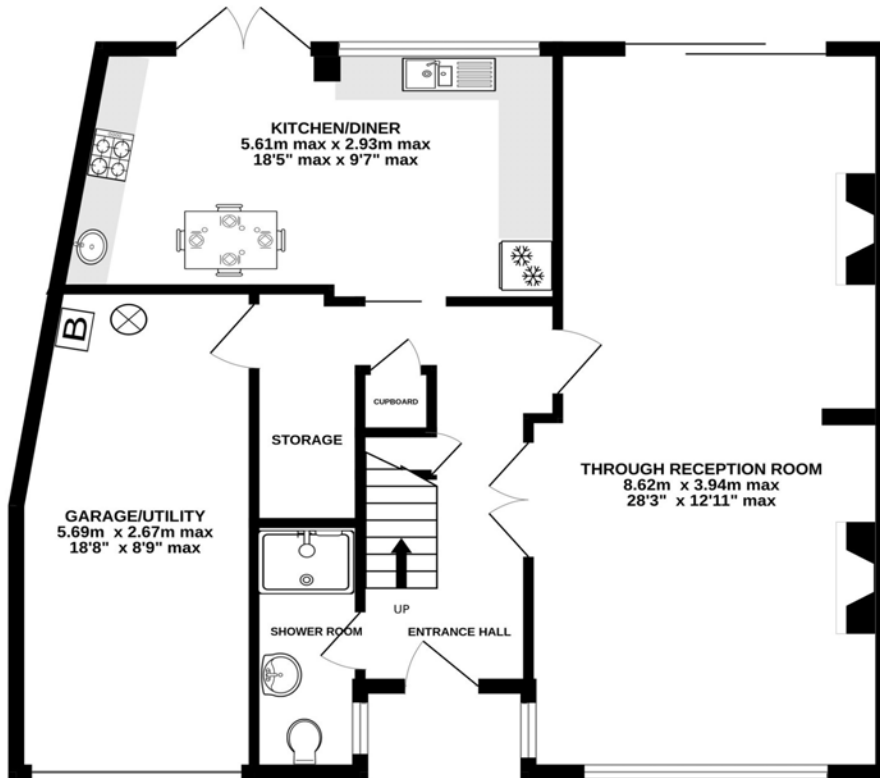 KITCHEN/DINER
5.61m max x 2.93m max
18'5" max x 9'7" max
B
CUPBOARD
STORAGE
THROUGH RECEPTION ROOM
8.62m x 3.94m max
28'3" x 12'11" max
GARAGE/UTILITY
5.69m x 2.67m max
18'8" x 8'9" max
UP
SHOWER ROOM
ENTRANCE HALL